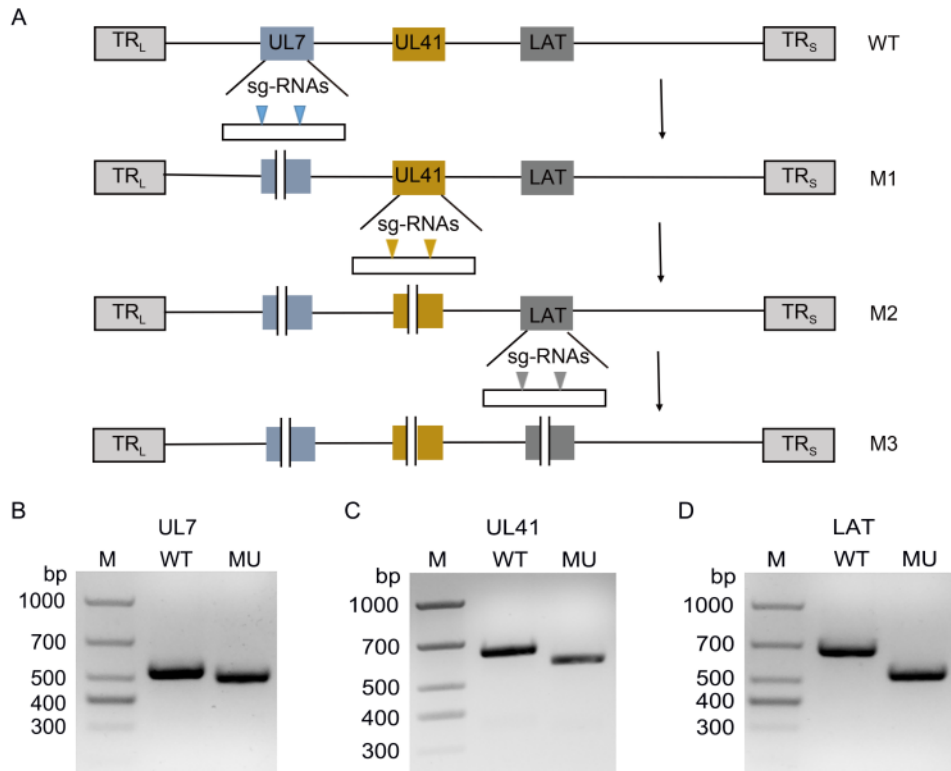 A
TRL UL7 UL41 LAT TRS WT
sg-RNAs
TRL UL41 LAT TRS M1
sg-RNAs
TRL LAT TRS M2
sg-RNAs
TRL TRS M3
B
UL7
bp M WT MU
1000
700
500
400
300
C
UL41
bp M WT MU
1000
700
500
400
300
D
LAT
bp M WT MU
1000
700
500
400
300